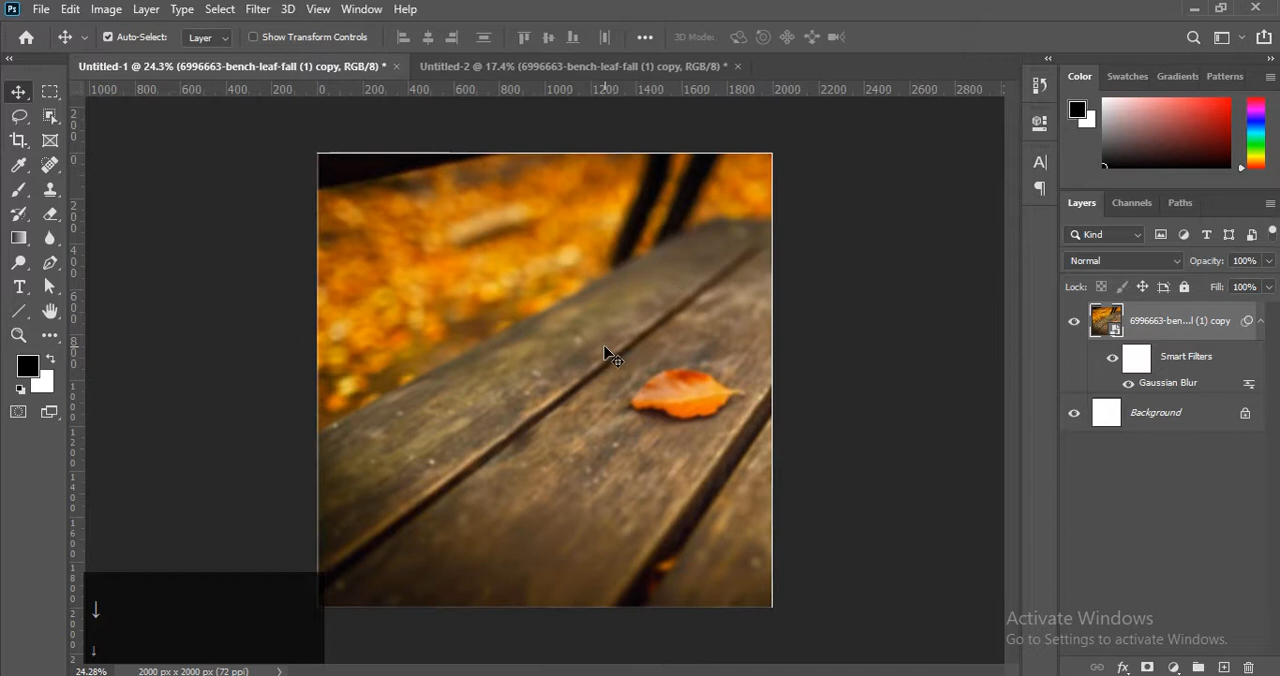 Ps File Edit Image Layer Type Select Filter 3D View Window Help
Auto-Select: Layer Show Transform Controls 3D Mode:
Untitled-1 @ 24.3% (6996663-bench-leaf-fall (1) copy, RGB/8) * × Untitled-2 @ 17.4% (6996663-bench-leaf-fall (1) copy, RGB/8) * ×
1000 800 600 400 200 0 200 400 600 800 1000 1200 1400 1600 1800 2000 2200 2400 2600 2800
Color Swatches Gradients Patterns
Layers Channels Paths
Kind
Normal Opacity: 100%
Lock: Fill: 100%
6996663-ben...l (1) copy
Smart Filters
Gaussian Blur
Background
Activate Windows
Go to Settings to activate Windows.
24.28% 2000 px x 2000 px (72 ppi)